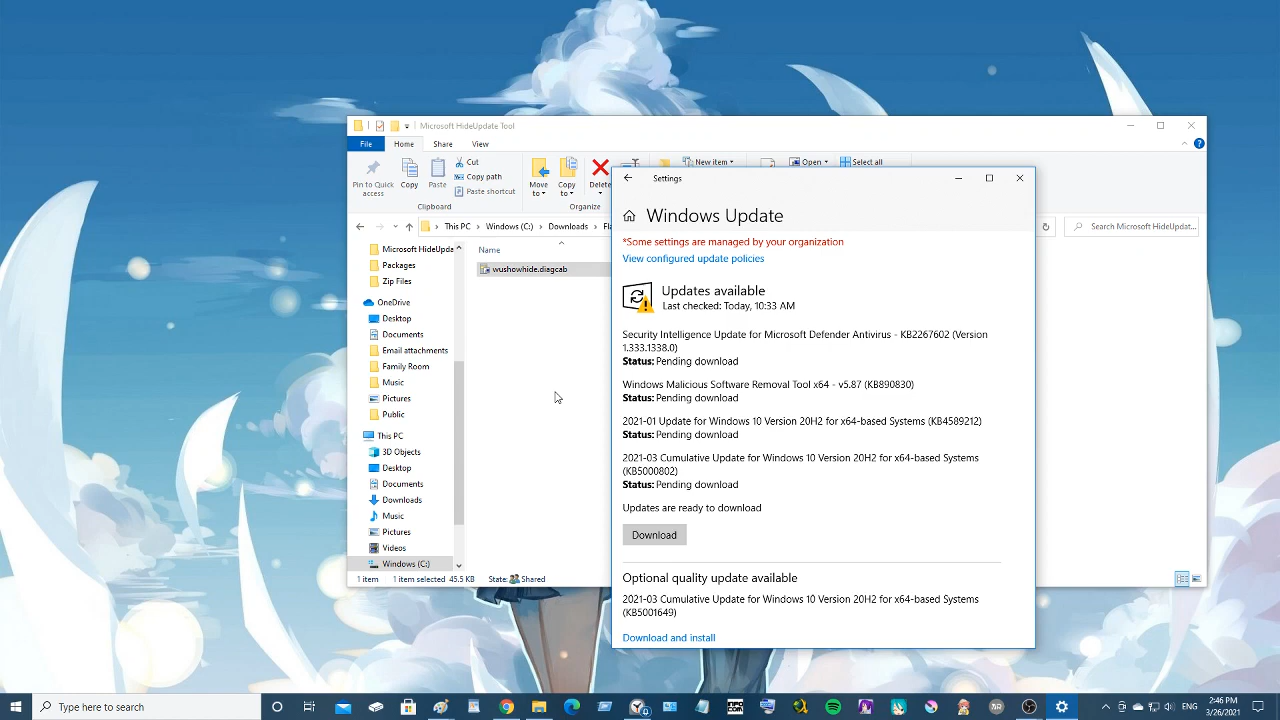 Microsoft HideUpdate Tool
File Home Share View
Pin to Quick access
Copy
Paste
Cut
Copy path
Paste shortcut
Clipboard
Move to
Copy to
Delete
Organize
New item
Open
Select all
This PC > Windows (C:) > Downloads >
Search Microsoft HideUpdat...
Microsoft HideUpda
Packages
Zip Files
OneDrive
Desktop
Documents
Email attachments
Family Room
Music
Pictures
Public
This PC
3D Objects
Desktop
Documents
Downloads
Music
Pictures
Videos
Windows (C:)
Name
wushowhide.diagcab
1 item 1 item selected 45.5 KB State: Shared
Settings
Windows Update
*Some settings are managed by your organization
View configured update policies
Updates available
Last checked: Today, 10:33 AM
Security Intelligence Update for Microsoft Defender Antivirus - KB2267602 (Version
1.333.1338.0)
Status: Pending download
Windows Malicious Software Removal Tool x64 - v5.87 (KB890830)
Status: Pending download
2021-01 Update for Windows 10 Version 20H2 for x64-based Systems (KB4589212)
Status: Pending download
2021-03 Cumulative Update for Windows 10 Version 20H2 for x64-based Systems
(KB5000802)
Status: Pending download
Updates are ready to download
Download
Optional quality update available
2021-03 Cumulative Update for Windows 10 Version 20H2 for x64-based Systems
(KB5001649)
Download and install
Type here to search
ENG
2:46 PM
3/26/2021